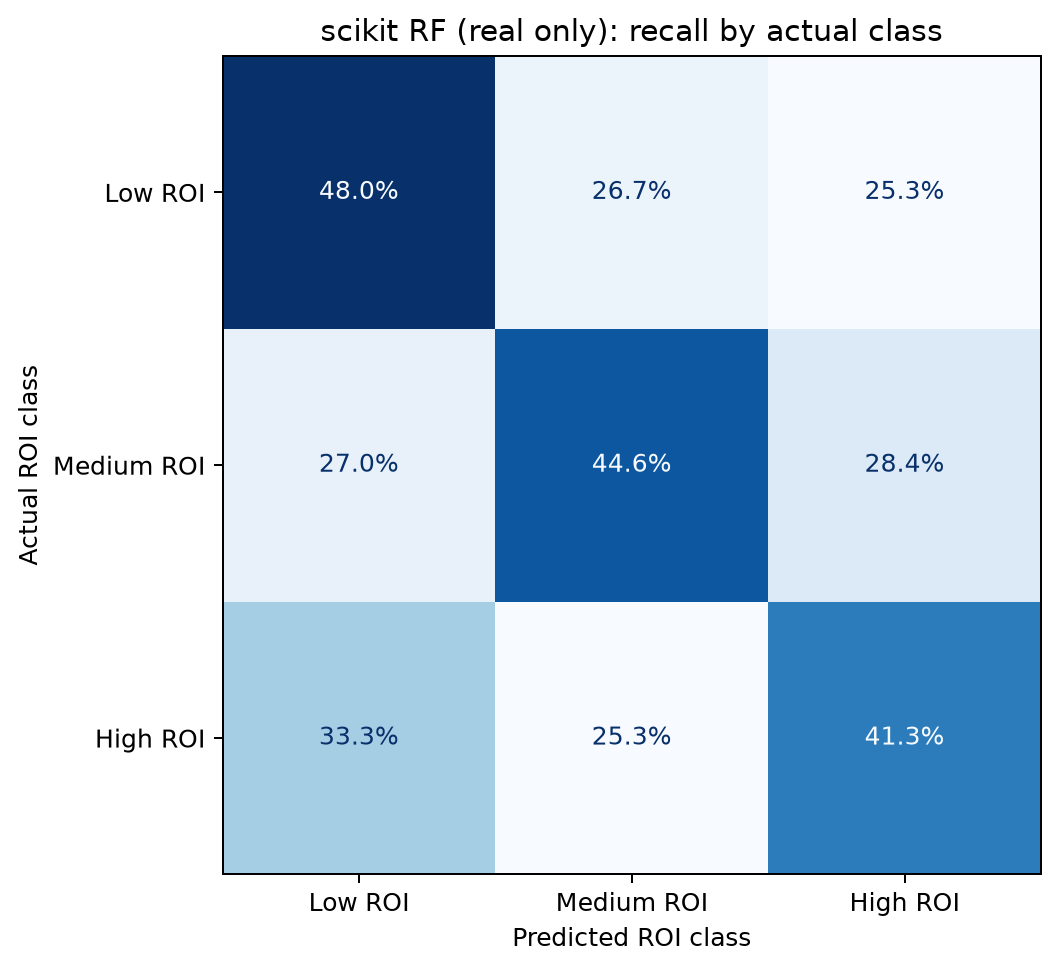 scikit RF (real only): recall by actual class
Actual ROI class
Low ROI
48.0%
26.7%
25.3%
Medium ROI
27.0%
44.6%
28.4%
High ROI
33.3%
25.3%
41.3%
Low ROI
Medium ROI
High ROI
Predicted ROI class